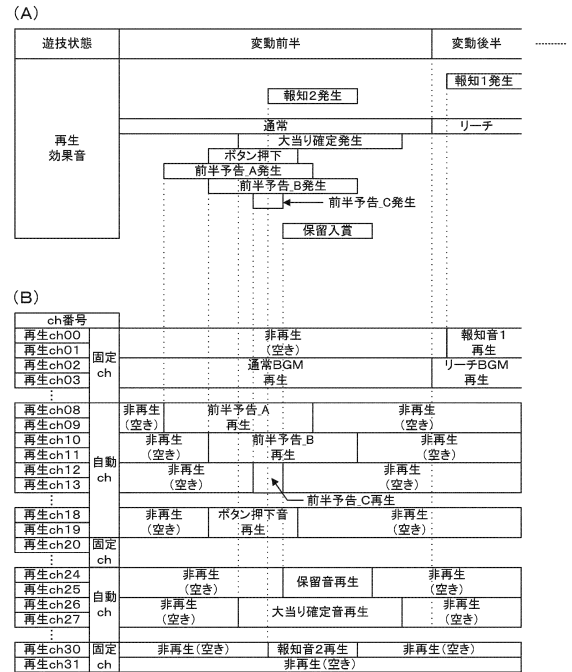 (A)
遊技状態
変動前半
変動後半
再生
効果音
報知1発生
報知2発生
通常
リーチ
大当り確定発生
ボタン押下
前半予告_A発生
前半予告_B発生
前半予告_C発生
保留入賞
(B)
ch番号
再生ch00
再生ch01
固定
ch
非再生
(空き)
報知音1
再生
再生ch02
再生ch03
通常BGM
再生
リーチBGM
再生
再生ch08
再生ch09
自動
ch
非再生
(空き)
前半予告_A
再生
非再生
(空き)
再生ch10
再生ch11
非再生
(空き)
前半予告_B
再生
非再生
(空き)
再生ch12
再生ch13
非再生
(空き)
非再生
(空き)
前半予告_C再生
再生ch18
再生ch19
非再生
(空き)
ボタン押下音
再生
非再生
(空き)
再生ch20
固定
ch
再生ch24
再生ch25
自動
ch
非再生
(空き)
保留音再生
非再生
(空き)
再生ch26
再生ch27
非再生
(空き)
大当り確定音再生
非再生
(空き)
再生ch30
固定
ch
非再生(空き)
報知音2再生
非再生(空き)
再生ch31
非再生(空き)